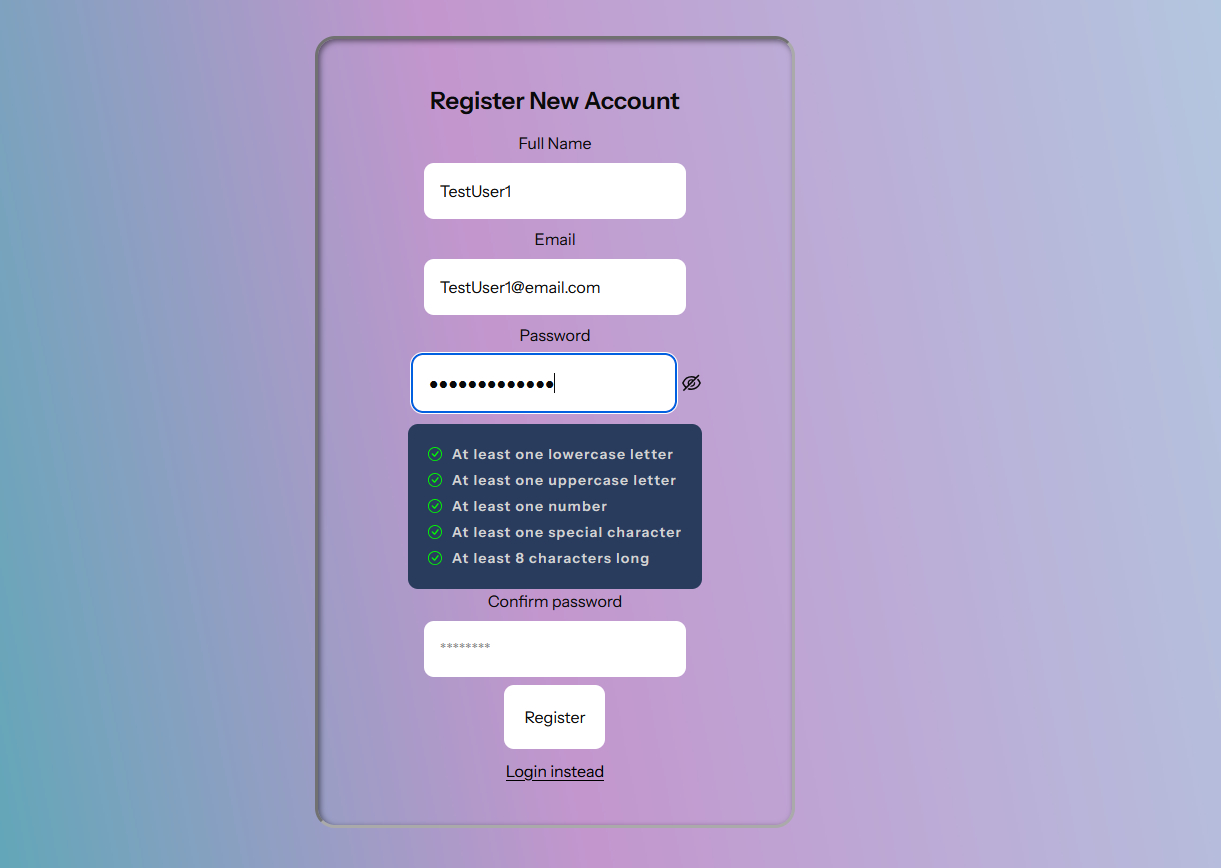 Register New Account
Full Name
TestUser1
Email
TestUser1@email.com
Password
●●●●●●●●●●●●●
At least one lowercase letter
At least one uppercase letter
At least one number
At least one special character
At least 8 characters long
Confirm password
********
Register
Login instead